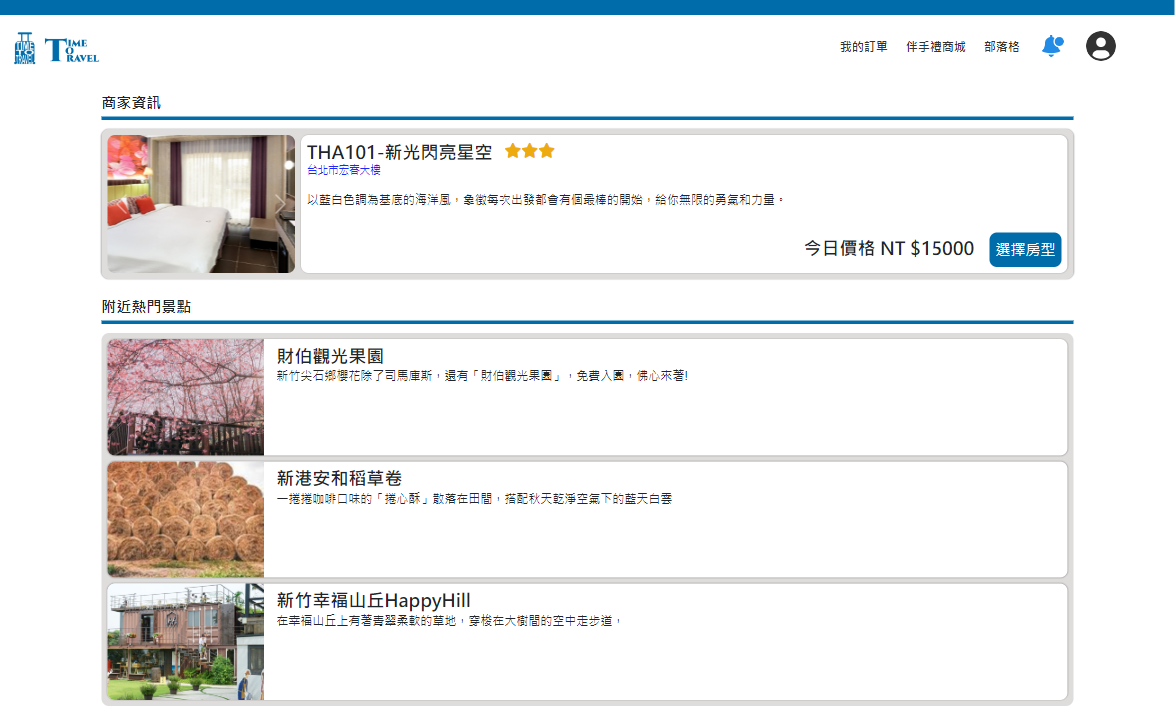 TIME
TO
TRAVEL
TIME
TO
TRAVEL
我的訂單
伴手禮商城
部落格
商家資訊
THA101-新光閃亮星空
台北市宏春大樓
以藍白色調為基底的海洋風，象徵每次出發都會有個最棒的開始，給你無限的勇氣和力量。
今日價格 NT $15000
選擇房型
附近熱門景點
財伯觀光果園
新竹尖石鄉櫻花除了司馬庫斯，還有「財伯觀光果園」，免費入園，佛心來著!
新港安和稻草卷
一捲捲咖啡口味的「捲心酥」散落在田間，搭配秋天乾淨空氣下的藍天白雲
新竹幸福山丘HappyHill
在幸福山丘上有著青翠柔軟的草地，穿梭在大樹間的空中走步道，